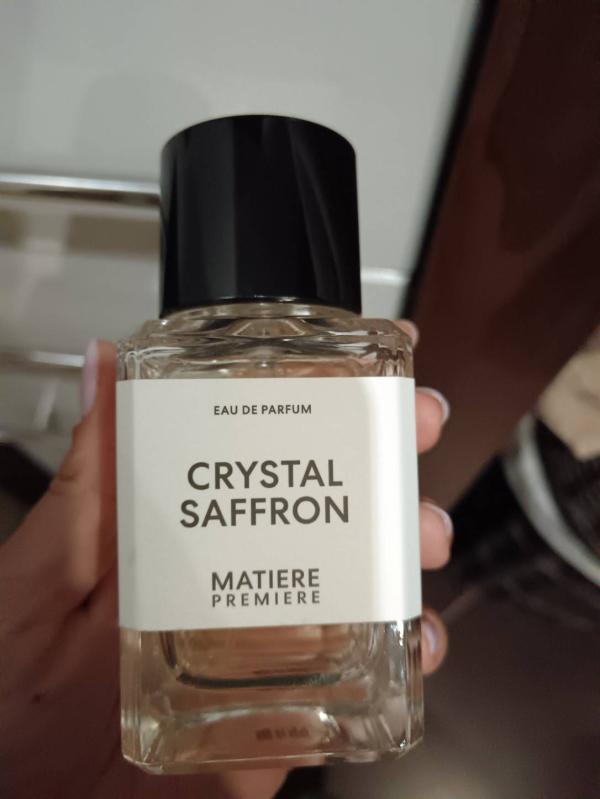 EAU DE PARFUM
CRYSTAL
SAFFRON
MATIERE
PREMIERE